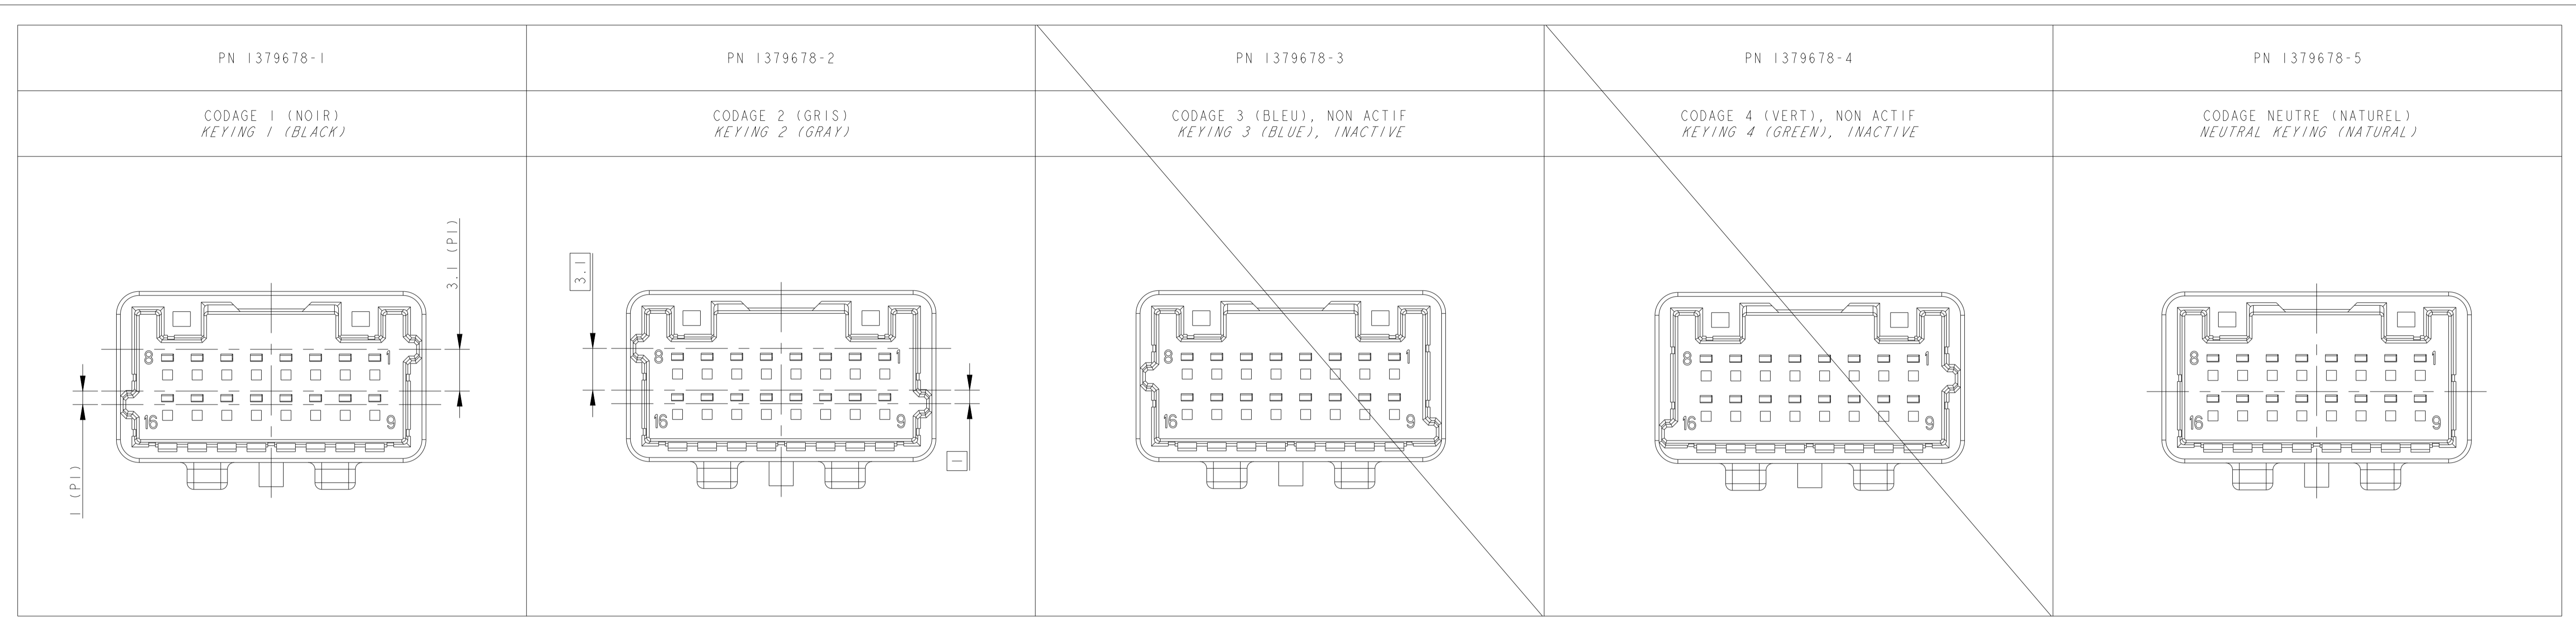 PN 1379678-1
PN 1379678-2
PN 1379678-3
PN 1379678-4
PN 1379678-5
CODAGE 1 (NOIR)
KEYING 1 (BLACK)
CODAGE 2 (GRIS)
KEYING 2 (GRAY)
CODAGE 3 (BLEU), NON ACTIF
KEYING 3 (BLUE), INACTIVE
CODAGE 4 (VERT), NON ACTIF
KEYING 4 (GREEN), INACTIVE
CODAGE NEUTRE (NATUREL)
NEUTRAL KEYING (NATURAL)
3.1 (P1)
8 1
16 9
1 (P1)
3.1
8 1
16 9
1
8 1
16 9
8 1
16 9
8 1
16 9